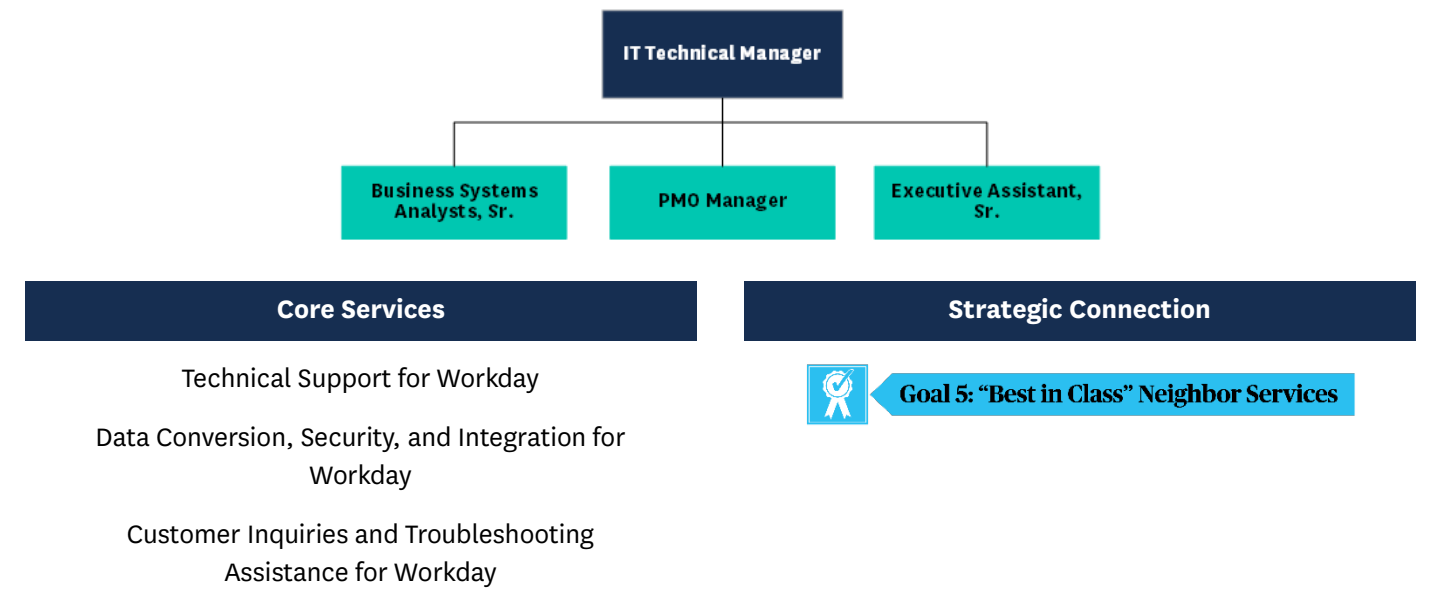 IT Technical Manager
Business Systems
Analysts, Sr.
PMO Manager
Executive Assistant,
Sr.
Core Services
Technical Support for Workday
Data Conversion, Security, and Integration for
Workday
Customer Inquiries and Troubleshooting
Assistance for Workday
Strategic Connection
Goal 5: “Best in Class” Neighbor Services